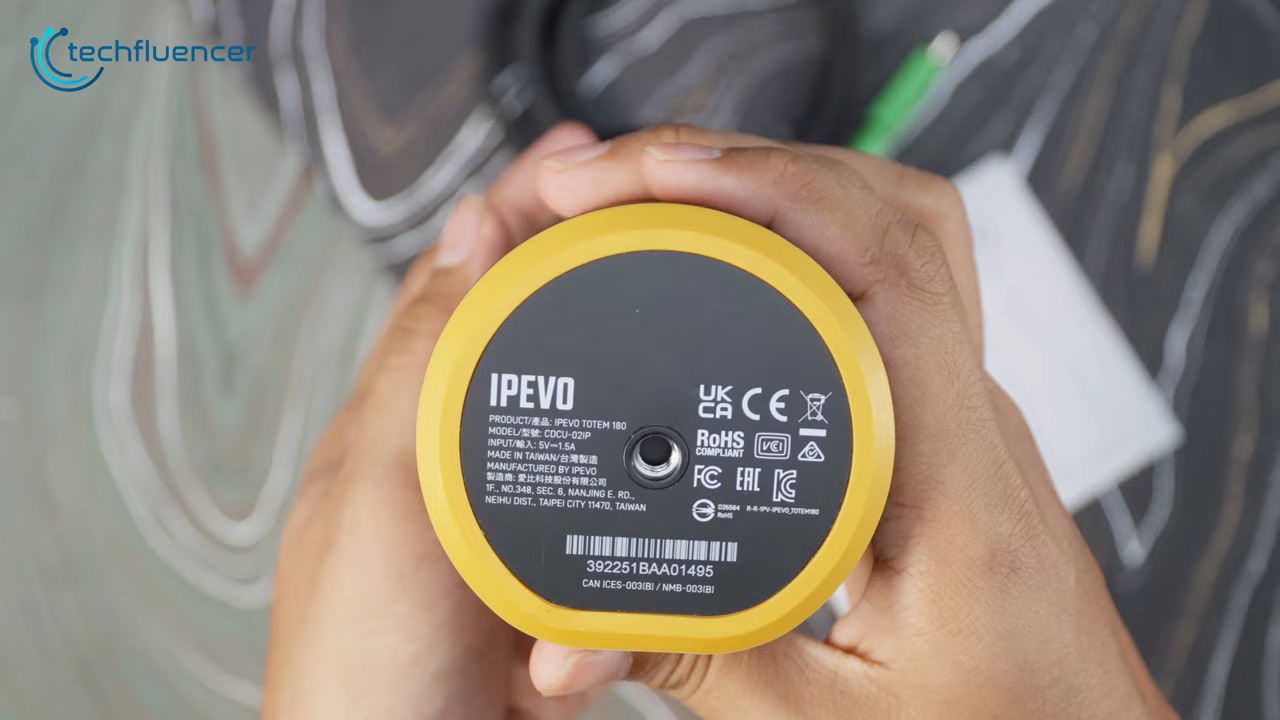 techfluencer
IPEVO
PRODUCT/產品: IPEVO TOTEM 180
MODEL/型號: CDCU-02IP
INPUT/輸入: 5V⎓1.5A
MADE IN TAIWAN/台灣製造
MANUFACTURED BY IPEVO
製造商: 愛比科技股份有限公司
1F., NO.348, SEC. 6, NANJING E. RD.,
NEIHU DIST., TAIPEI CITY 11470, TAIWAN
UK
CA
CE
RoHS
COMPLIANT
VCI
FC
EAC
KC
D35564
RoHS
R-R-IPV-IPEVO_TOTEM180
392251BAA01495
CAN ICES-003(B) / NMB-003(B)